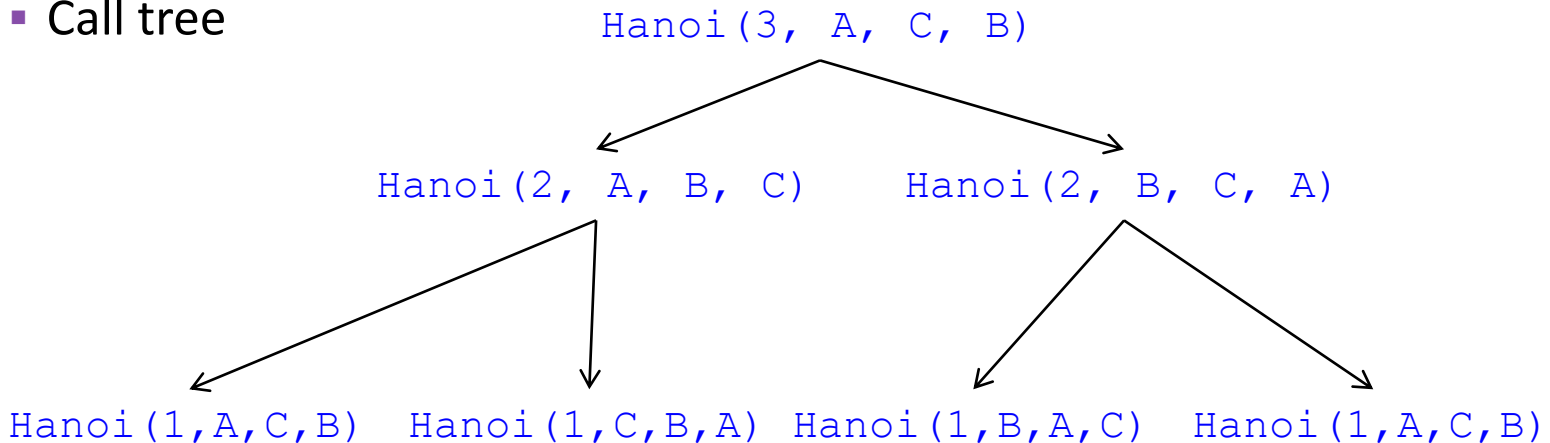 ▪ Call tree
Hanoi(3, A, C, B)
Hanoi(2, A, B, C) Hanoi(2, B, C, A)
Hanoi(1,A,C,B) Hanoi(1,C,B,A) Hanoi(1,B,A,C) Hanoi(1,A,C,B)